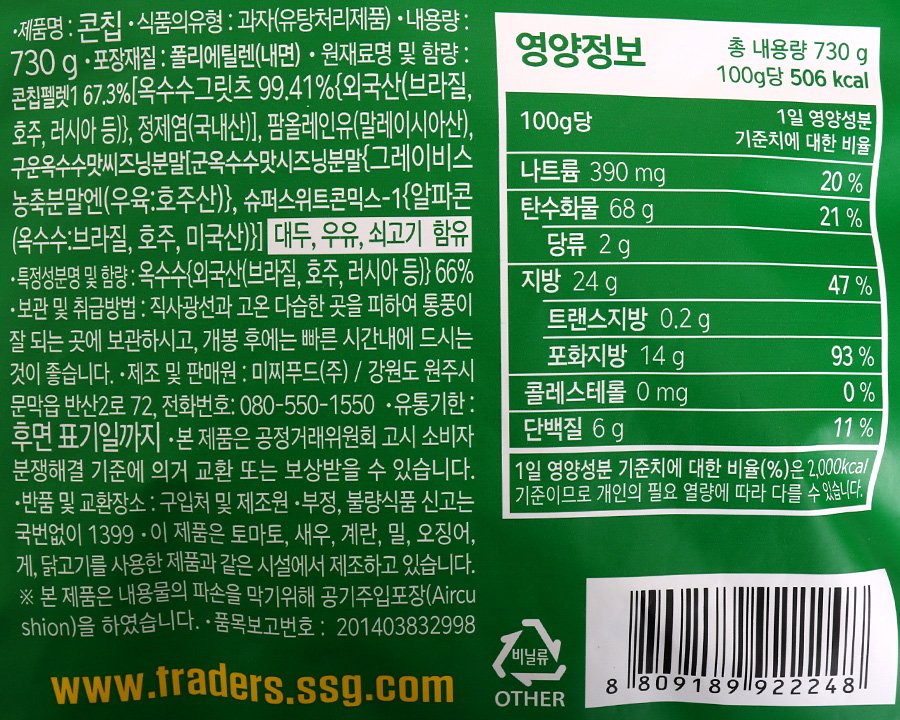 •제품명 : 콘칩 •식품의유형 : 과자(유탕처리제품) •내용량 :
730 g •포장재질 : 폴리에틸렌(내면) • 원재료명 및 함량 :
콘칩펠렛1 67.3%[옥수수그릿츠 99.41%{외국산(브라질,
호주, 러시아 등)}, 정제염(국내산)], 팜올레인유(말레이시아산),
구운옥수수맛씨즈닝분말[군옥수수맛시즈닝분말{그레이비스
농축분말엔(우육:호주산)}, 슈퍼스위트콘믹스-1{알파콘
(옥수수:브라질, 호주, 미국산)}] 대두, 우유, 쇠고기 함유
•특정성분명 및 함량 : 옥수수{외국산(브라질, 호주, 러시아 등)} 66%
•보관 및 취급방법 : 직사광선과 고온 다습한 곳을 피하여 통풍이
잘 되는 곳에 보관하시고, 개봉 후에는 빠른 시간내에 드시는
것이 좋습니다. •제조 및 판매원 : 미찌푸드(주) / 강원도 원주시
문막읍 반산2로 72, 전화번호: 080-550-1550 •유통기한 :
후면 표기일까지 •본 제품은 공정거래위원회 고시 소비자
분쟁해결 기준에 의거 교환 또는 보상받을 수 있습니다.
•반품 및 교환장소 : 구입처 및 제조원 •부정, 불량식품 신고는
국번없이 1399 •이 제품은 토마토, 새우, 계란, 밀, 오징어,
게, 닭고기를 사용한 제품과 같은 시설에서 제조하고 있습니다.
※ 본 제품은 내용물의 파손을 막기위해 공기주입포장(Aircu
shion)을 하였습니다. •품목보고번호 : 201403832998
www.traders.ssg.com
영양정보
총 내용량 730 g
100g당 506 kcal
100g당
1일 영양성분
기준치에 대한 비율
나트륨 390 mg 20 %
탄수화물 68 g 21 %
당류 2 g
지방 24 g 47 %
트랜스지방 0.2 g
포화지방 14 g 93 %
콜레스테롤 0 mg 0 %
단백질 6 g 11 %
1일 영양성분 기준치에 대한 비율(%)은 2,000kcal
기준이므로 개인의 필요 열량에 따라 다를 수 있습니다.
비닐류
OTHER
8 809189 922248